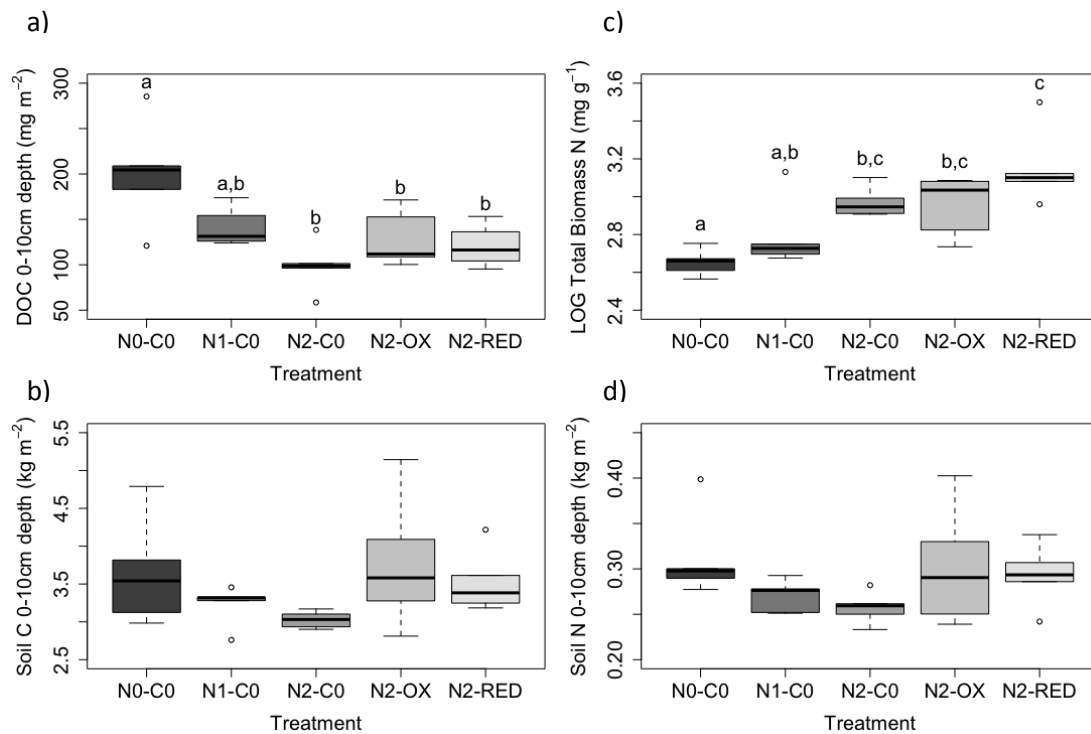 a)
DOC 0-10cm depth (mg m⁻²)
300
200
100
50
a
a,b
b
b
b
N0-C0 N1-C0 N2-C0 N2-OX N2-RED
Treatment
b)
Soil C 0-10cm depth (kg m⁻²)
5.5
4.5
3.5
2.5
N0-C0 N1-C0 N2-C0 N2-OX N2-RED
Treatment
c)
LOG Total Biomass N (mg g⁻¹)
3.6
3.2
2.8
2.4
a
a,b
b,c
b,c
c
N0-C0 N1-C0 N2-C0 N2-OX N2-RED
Treatment
d)
Soil N 0-10cm depth (kg m⁻²)
0.40
0.30
0.20
N0-C0 N1-C0 N2-C0 N2-OX N2-RED
Treatment